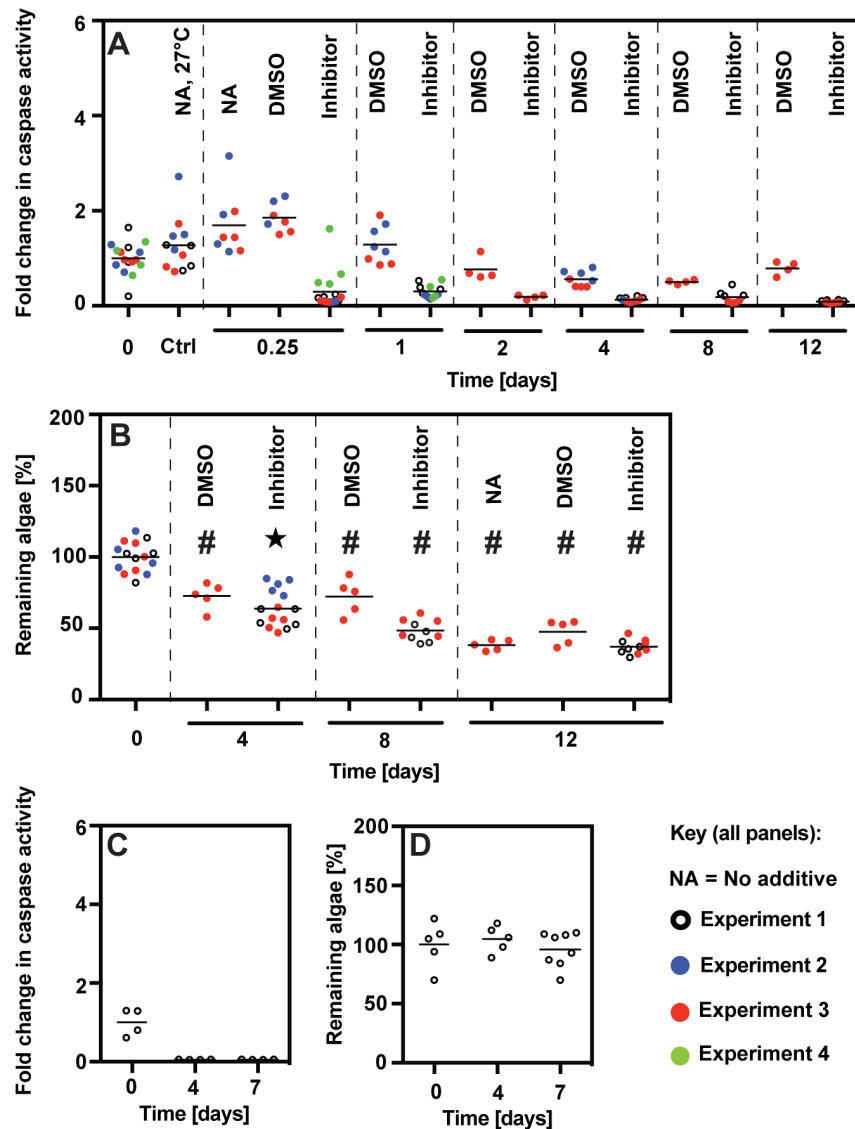 A
Fold change in caspase activity
6
4
2
0
NA, 27°C
NA
DMSO
Inhibitor
DMSO
Inhibitor
DMSO
Inhibitor
DMSO
Inhibitor
DMSO
Inhibitor
DMSO
Inhibitor
0 Ctrl 0.25 1 2 4 8 12
Time [days]
B
Remaining algae [%]
200
150
100
50
0
DMSO
Inhibitor
DMSO
Inhibitor
NA
DMSO
Inhibitor
# ★ # # # # #
0 4 8 12
Time [days]
C
Fold change in caspase activity
6
4
2
0
0 4 7
Time [days]
D
Remaining algae [%]
200
150
100
50
0
0 4 7
Time [days]
Key (all panels):
NA = No additive
Experiment 1
Experiment 2
Experiment 3
Experiment 4